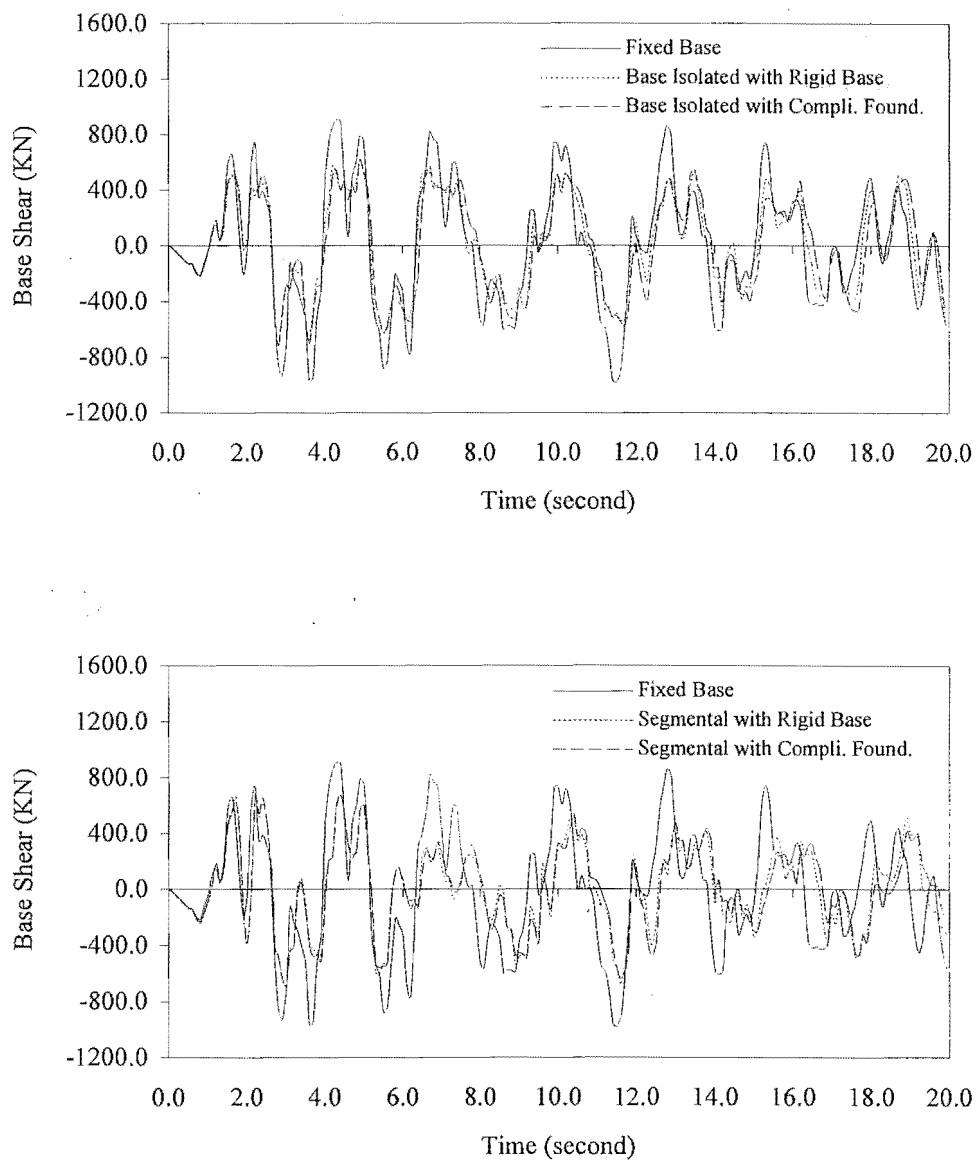 1600.0
1200.0
800.0
400.0
0.0
-400.0
-800.0
-1200.0
Base Shear (KN)
Fixed Base
Base Isolated with Rigid Base
Base Isolated with Compli. Found.
0.0 2.0 4.0 6.0 8.0 10.0 12.0 14.0 16.0 18.0 20.0
Time (second)
1600.0
1200.0
800.0
400.0
0.0
-400.0
-800.0
-1200.0
Base Shear (KN)
Fixed Base
Segmental with Rigid Base
Segmental with Compli. Found.
0.0 2.0 4.0 6.0 8.0 10.0 12.0 14.0 16.0 18.0 20.0
Time (second)